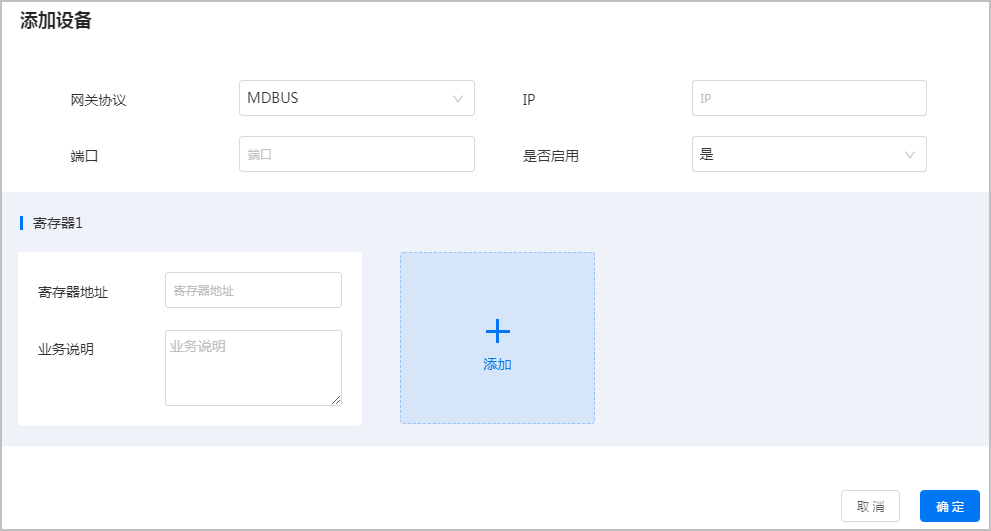 添加设备
网关协议 MDBUS IP IP
端口 端口 是否启用 是
寄存器1
寄存器地址 寄存器地址
业务说明 业务说明
添加
取消 确定